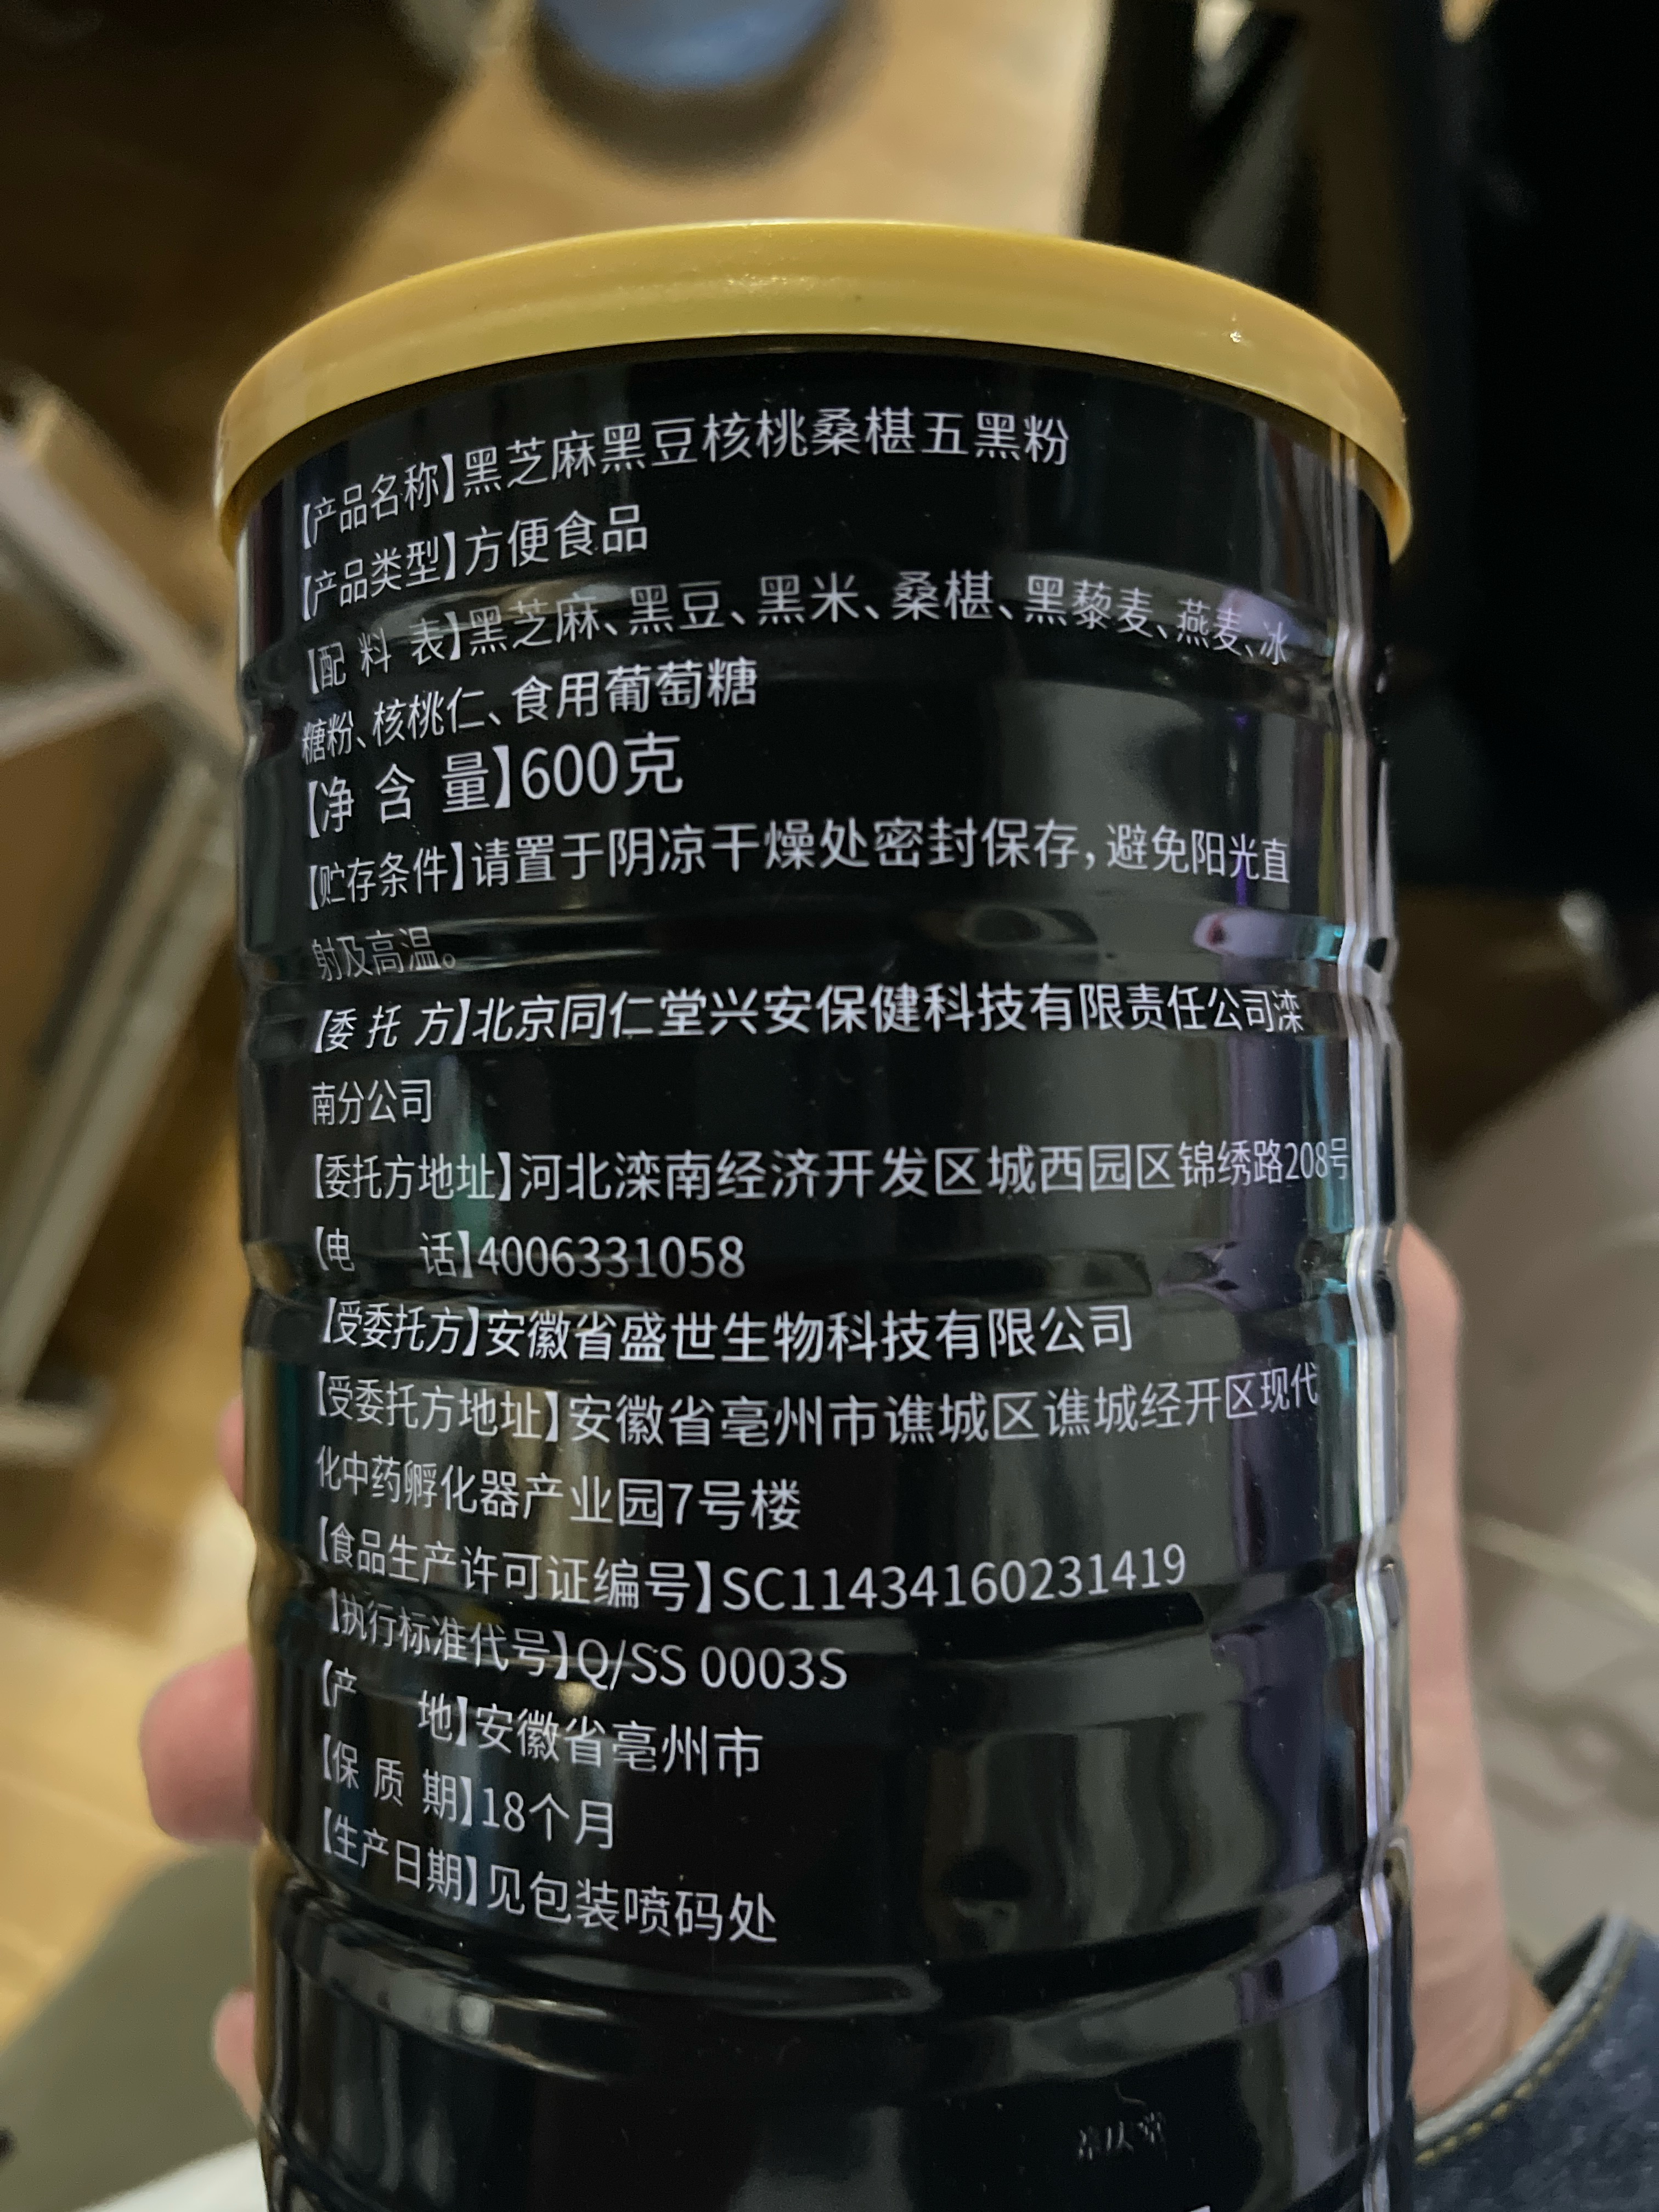 【产品名称】黑芝麻黑豆核桃桑椹五黑粉
【产品类型】方便食品
【配 料 表】黑芝麻、黑豆、黑米、桑椹、黑藜麦、燕麦、冰
糖粉、核桃仁、食用葡萄糖
【净 含 量】600克
【贮存条件】请置于阴凉干燥处密封保存，避免阳光直
射及高温。
【委 托 方】北京同仁堂兴安保健科技有限责任公司滦
南分公司
【委托方地址】河北滦南经济开发区城西园区锦绣路208号
【电 话】4006331058
【受委托方】安徽省盛世生物科技有限公司
【受委托方地址】安徽省亳州市谯城区谯城经开区现代
化中药孵化器产业园7号楼
【食品生产许可证编号】SC11434160231419
【执行标准代号】Q/SS 0003S
【产 地】安徽省亳州市
【保 质 期】18个月
【生产日期】见包装喷码处